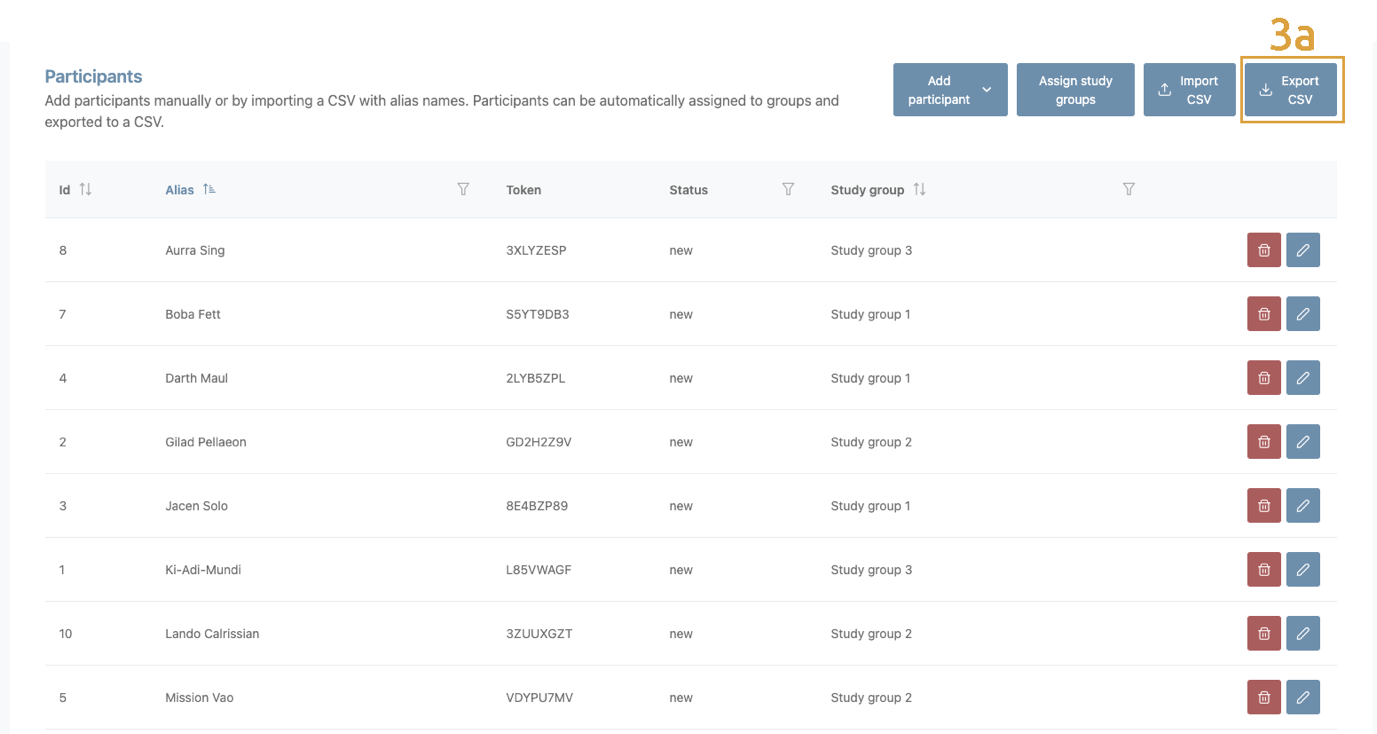 3a
Participants
Add participants manually or by importing a CSV with alias names. Participants can be automatically assigned to groups and
exported to a CSV.
Add
participant
Assign study
groups
Import
CSV
Export
CSV
Id Alias Token Status Study group
8 Aurra Sing 3XLYZESP new Study group 3
7 Boba Fett S5YT9DB3 new Study group 1
4 Darth Maul 2LYB5ZPL new Study group 1
2 Gilad Pellaeon GD2H2Z9V new Study group 2
3 Jacen Solo 8E4BZP89 new Study group 1
1 Ki-Adi-Mundi L85VWAGF new Study group 3
10 Lando Calrissian 3ZUUXGZT new Study group 2
5 Mission Vao VDYPU7MV new Study group 2